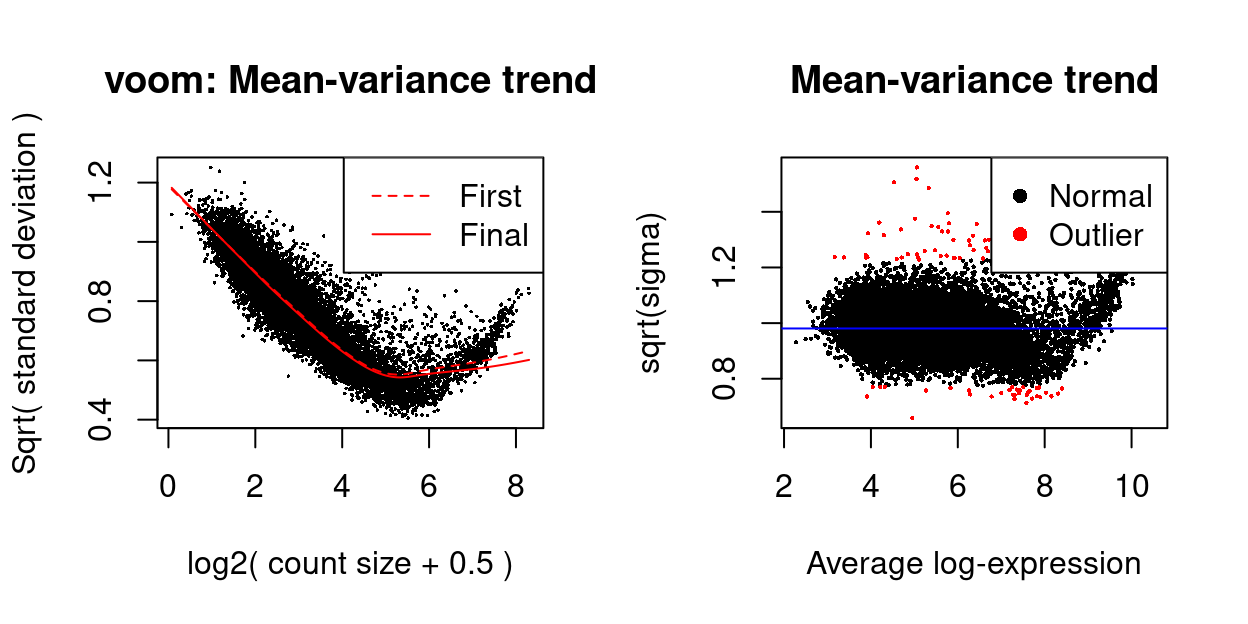 voom: Mean-variance trend
Sqrt( standard deviation )
1.2
0.8
0.4
First
Final
0 2 4 6 8
log2( count size + 0.5 )
Mean-variance trend
sqrt(sigma)
1.2
0.8
Normal
Outlier
2 4 6 8 10
Average log-expression